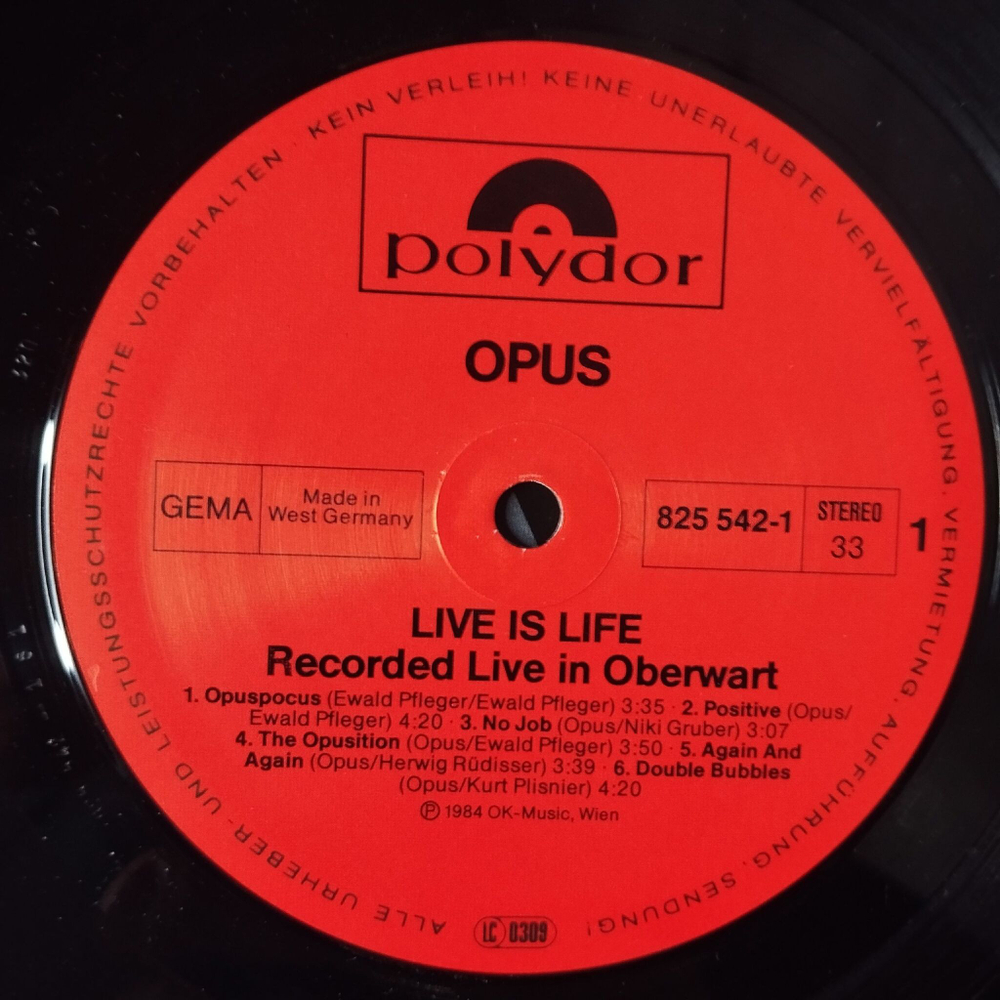 ALLE URHEBER- UND LEISTUNGSSCHUTZRECHTE VORBEHALTEN · KEIN VERLEIH! KEINE UNERLAUBTE VERVIELFÄLTIGUNG, VERMIETUNG, AUFFÜHRUNG, SENDUNG!
polydor
OPUS
GEMA
Made in
West Germany
825 542-1
STEREO
33
1
LIVE IS LIFE
Recorded Live in Oberwart
1. Opuspocus (Ewald Pfleger/Ewald Pfleger) 3:35 · 2. Positive (Opus/
Ewald Pfleger) 4:20 · 3. No Job (Opus/Niki Gruber) 3:07
4. The Opusition (Opus/Ewald Pfleger) 3:50 · 5. Again And
Again (Opus/Herwig Rüdisser) 3:39 · 6. Double Bubbles
(Opus/Kurt Plisnier) 4:20
℗ 1984 OK-Music, Wien
LC 0309